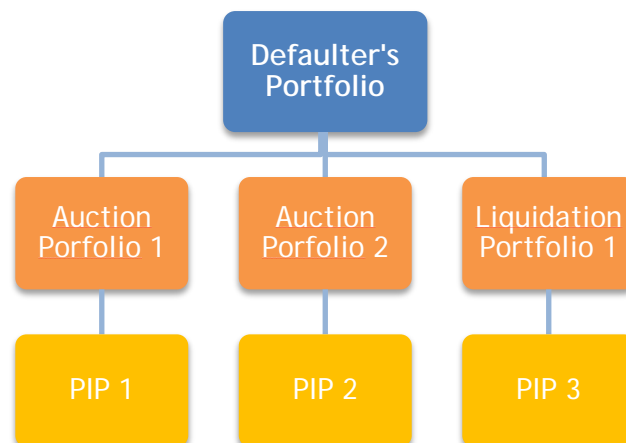 Defaulter's
Portfolio
Auction
Porfolio 1
Auction
Porfolio 2
Liquidation
Portfolio 1
PIP 1
PIP 2
PIP 3